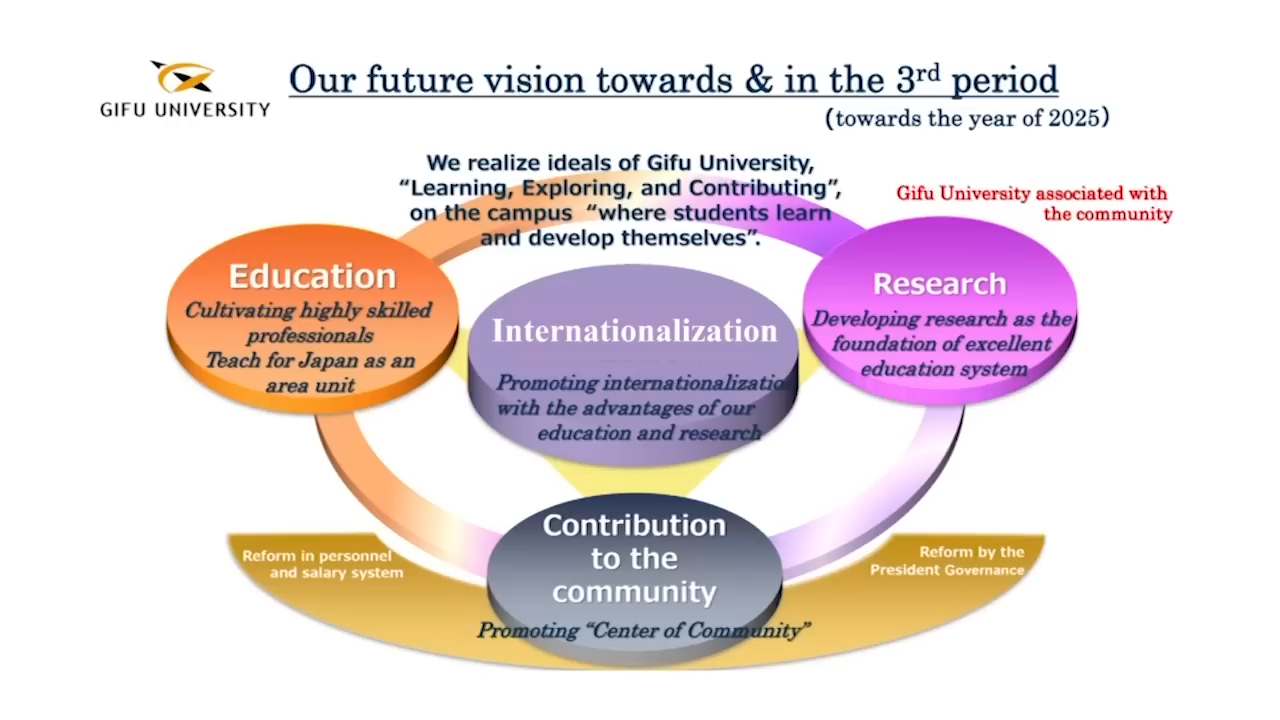 GIFU UNIVERSITY
Our future vision towards & in the 3rd period
(towards the year of 2025)
We realize ideals of Gifu University,
“Learning, Exploring, and Contributing”,
on the campus “where students learn
and develop themselves”.
Gifu University associated with
the community
Education
Cultivating highly skilled
professionals
Teach for Japan as an
area unit
Internationalization
Promoting internationalizatio
with the advantages of our
education and research
Research
Developing research as the
foundation of excellent
education system
Contribution
to the
community
Promoting “Center of Community”
Reform in personnel
and salary system
Reform by the
President Governance